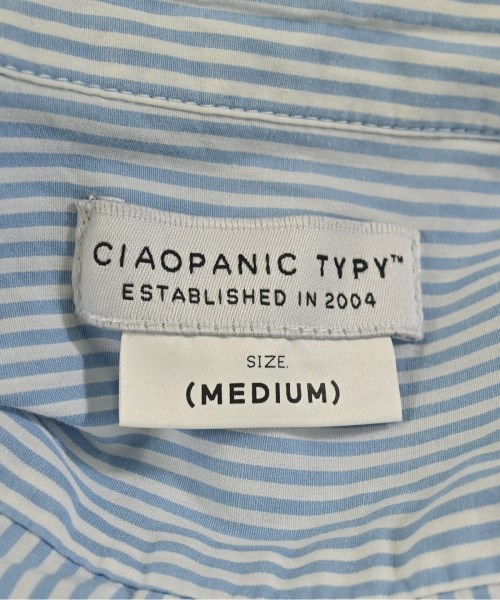 CIAOPANIC TYPY™
ESTABLISHED IN 2004
SIZE.
(MEDIUM)